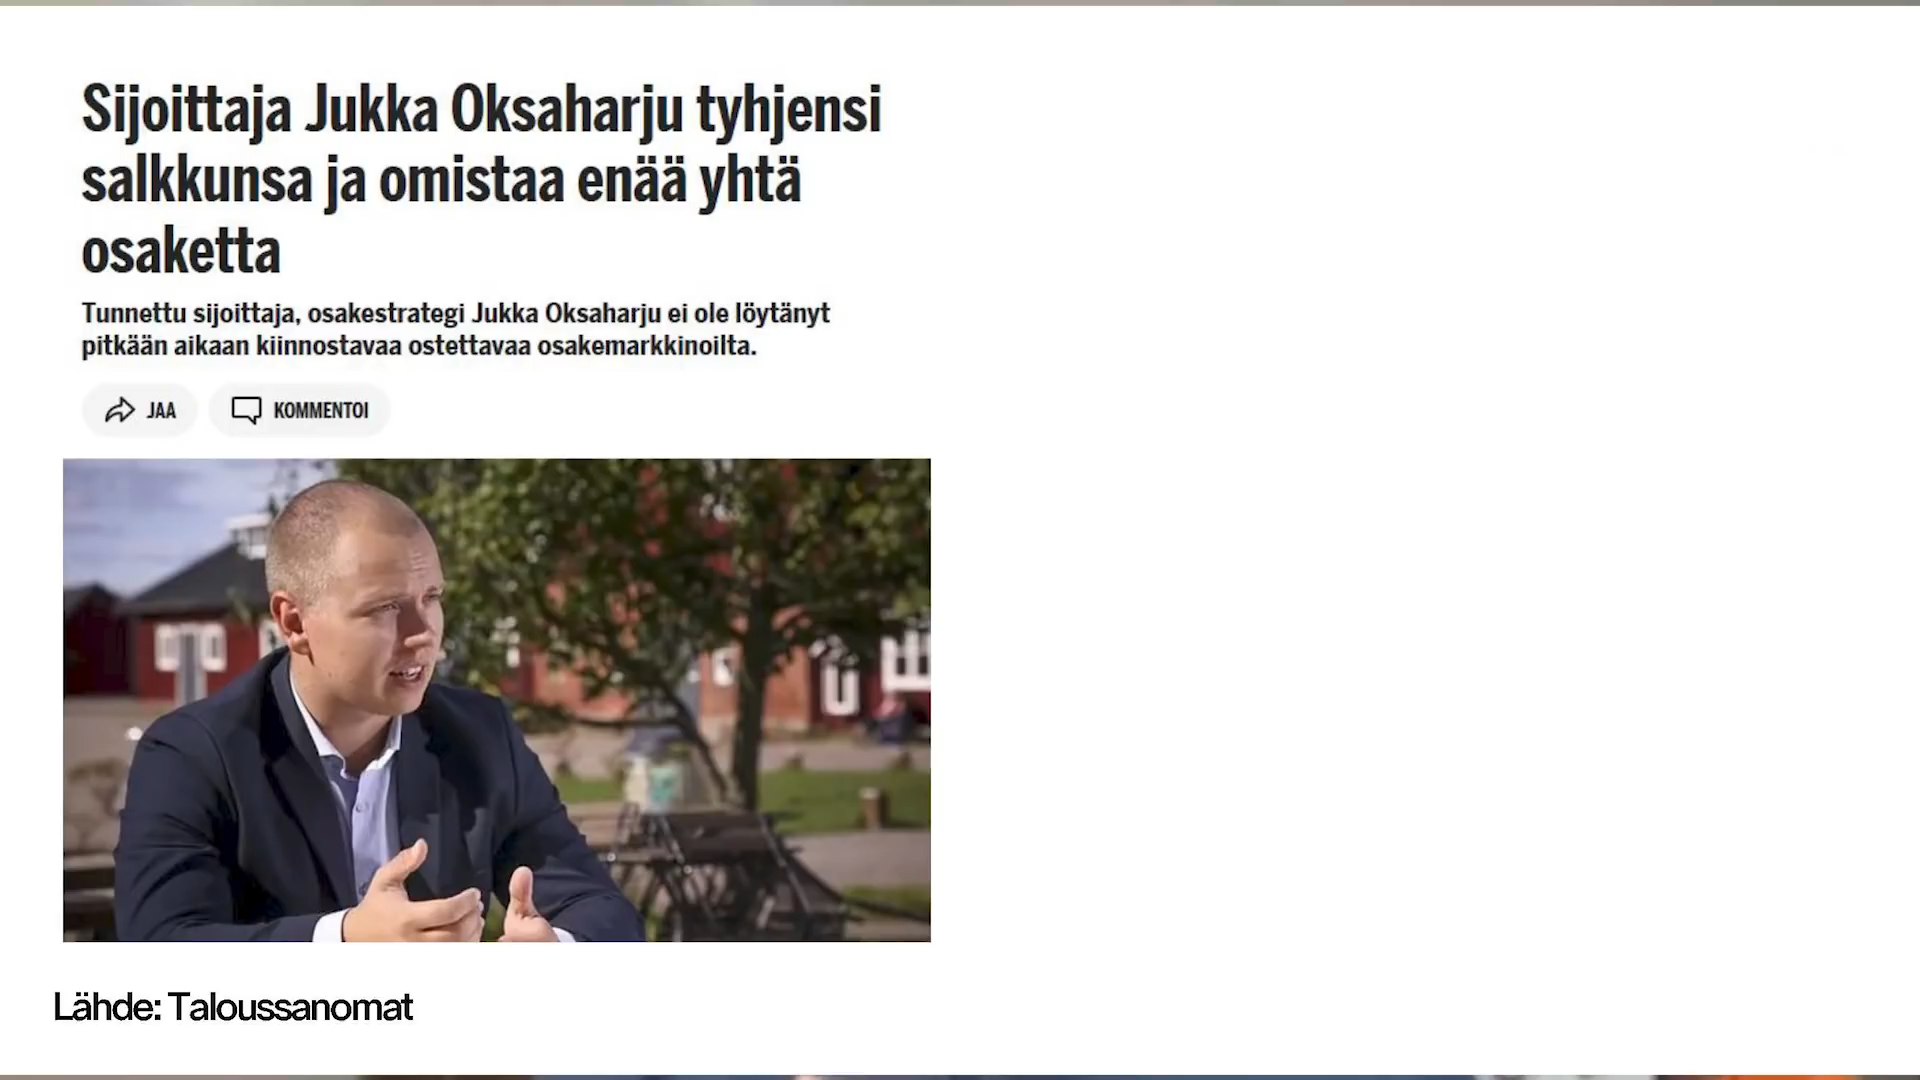 Sijoittaja Jukka Oksaharju tyhjensi
salkkunsa ja omistaa enää yhtä
osaketta
Tunnettu sijoittaja, osakestrategi Jukka Oksaharju ei ole löytänyt
pitkään aikaan kiinnostavaa ostettavaa osakemarkkinoilta.
JAA
KOMMENTOI
Lähde: Taloussanomat